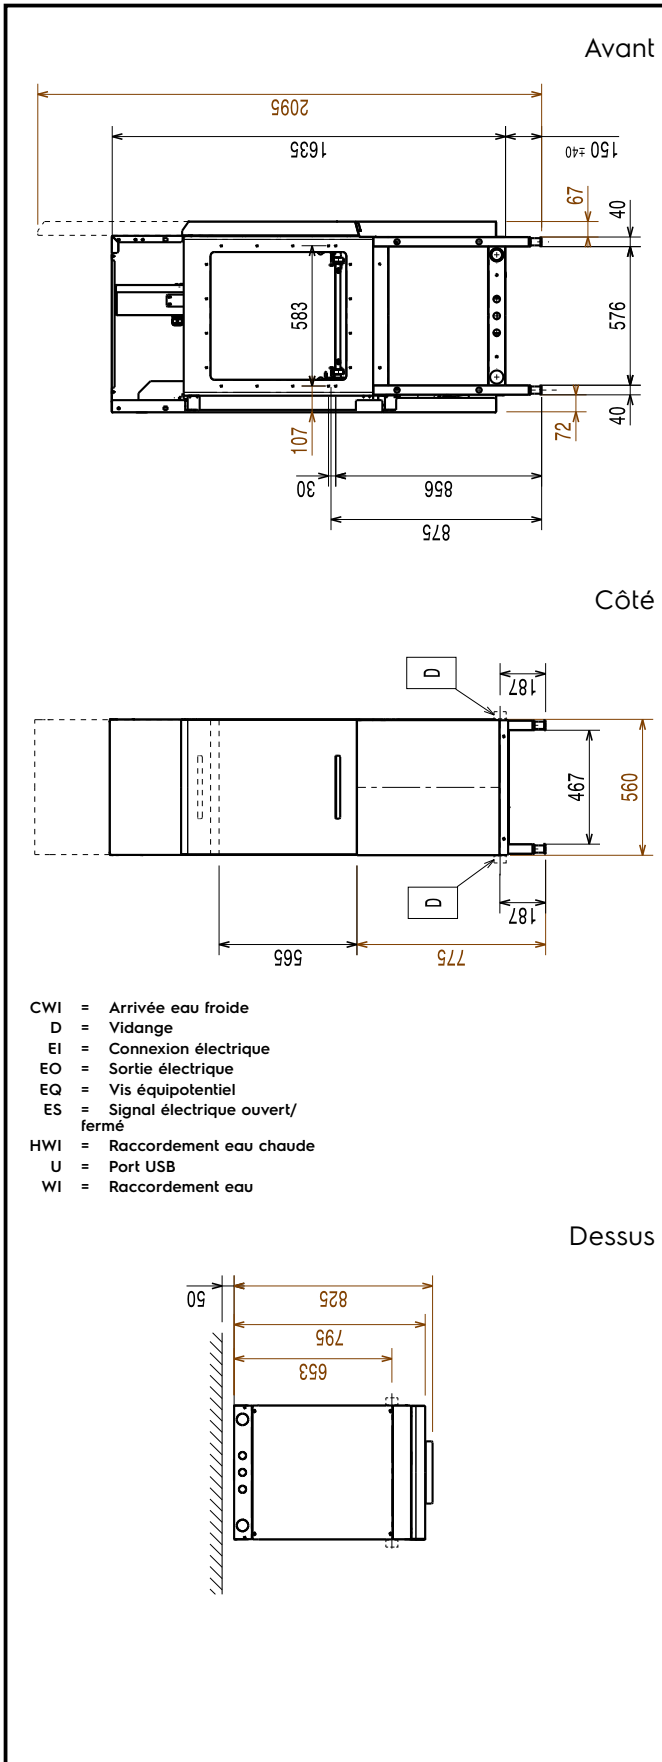 Avant
2095
1635
150 ±40
67
40
583
576
107
72
40
30
856
875
Côté
D
187
467
560
D
187
565
775
CWI = Arrivée eau froide
D = Vidange
EI = Connexion électrique
EO = Sortie électrique
EQ = Vis équipotentiel
ES = Signal électrique ouvert/
fermé
HWI = Raccordement eau chaude
U = Port USB
WI = Raccordement eau
Dessus
50
825
795
653